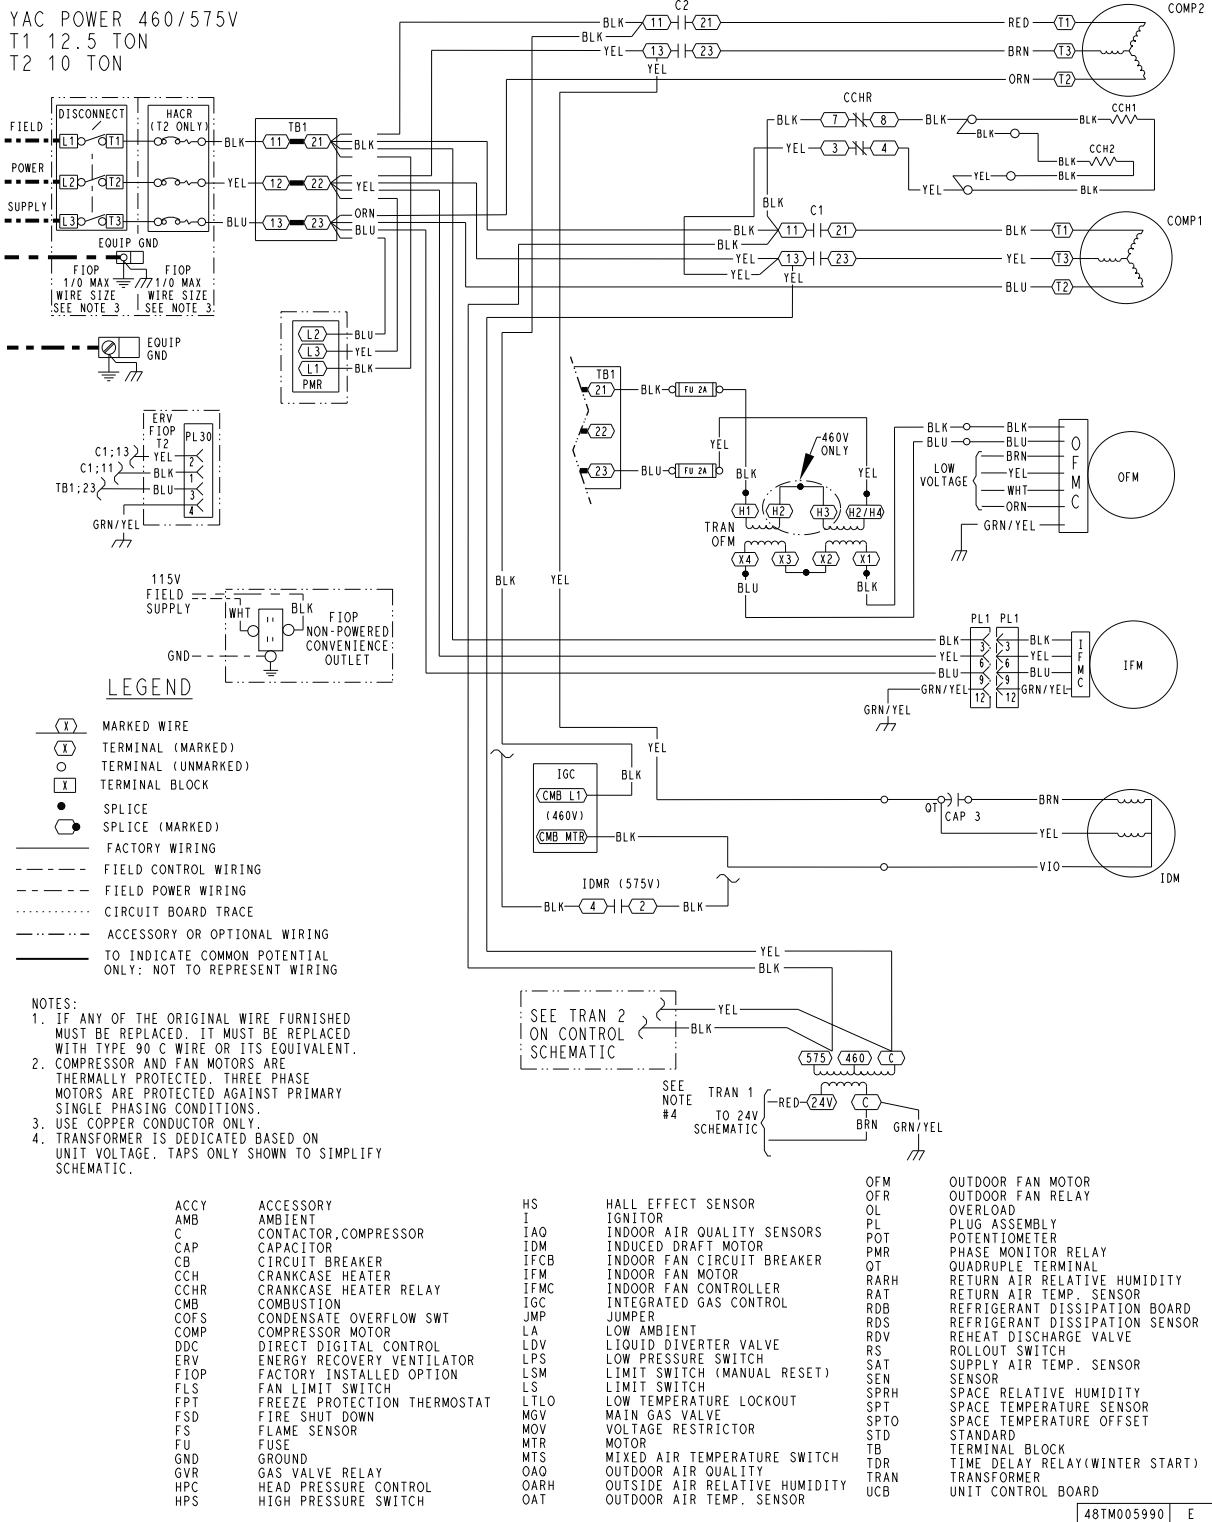 YAC POWER 460/575V
T1 12.5 TON
T2 10 TON
FIELD
POWER
SUPPLY
DISCONNECT
HACR
(T2 ONLY)
L1 T1
L2 T2
L3 T3
EQUIP GND
FIOP
1/0 MAX
WIRE SIZE
SEE NOTE 3
FIOP
1/0 MAX
WIRE SIZE
SEE NOTE 3
EQUIP
GND
TB1
BLK 11 21 BLK
YEL 12 22 YEL
ORN
BLU 13 23 BLU
L2 BLU
L3 YEL
L1 BLK
PMR
C2
BLK 11 21 RED T1
BLK
YEL 13 23 BRN T3
YEL
ORN T2
COMP2
CCHR
BLK 7 8 BLK
BLK
BLK CCH1
YEL 3 4
BLK CCH2
YEL BLK
YEL BLK
BLK
C1
BLK 11 21 BLK T1
BLK
YEL 13 23 YEL T3
YEL YEL
BLU T2
COMP1
ERV
FIOP
T2
PL30
C1;13 YEL 2
C1;11 BLK 1
TB1;23 BLU 3
4
GRN/YEL
TB1
21 BLK FU 2A
22
23 BLU FU 2A
YEL
BLK
460V
ONLY
YEL
H1 H2 H3 H2/H4
TRAN
OFM
X4 X3 X2 X1
BLU BLK
BLK BLK
BLU BLU
LOW
VOLTAGE
BRN
YEL
WHT
ORN
GRN/YEL
O
F
M
C
OFM
115V
FIELD
SUPPLY
WHT BLK
GND
FIOP
NON-POWERED
CONVENIENCE
OUTLET
BLK YEL
PL1 PL1
BLK 3 3 BLK
YEL 6 6 YEL
BLU 9 9 BLU
GRN/YEL 12 12 GRN/YEL
GRN/YEL
I
F
M
C
IFM
LEGEND
X MARKED WIRE
X TERMINAL (MARKED)
TERMINAL (UNMARKED)
X TERMINAL BLOCK
SPLICE
SPLICE (MARKED)
FACTORY WIRING
FIELD CONTROL WIRING
FIELD POWER WIRING
CIRCUIT BOARD TRACE
ACCESSORY OR OPTIONAL WIRING
TO INDICATE COMMON POTENTIAL
ONLY: NOT TO REPRESENT WIRING
IGC
CMB L1
(460V)
CMB MTR
BLK
BLK
YEL
QT
CAP 3
BRN
YEL
VIO
IDM
IDMR (575V)
BLK 4 2 BLK
YEL
BLK
SEE TRAN 2
ON CONTROL
SCHEMATIC
YEL
BLK
575 460 C
SEE
NOTE
#4
TRAN 1
TO 24V
SCHEMATIC
RED 24V C
BRN GRN/YEL
NOTES:
1. IF ANY OF THE ORIGINAL WIRE FURNISHED
MUST BE REPLACED. IT MUST BE REPLACED
WITH TYPE 90 C WIRE OR ITS EQUIVALENT.
2. COMPRESSOR AND FAN MOTORS ARE
THERMALLY PROTECTED. THREE PHASE
MOTORS ARE PROTECTED AGAINST PRIMARY
SINGLE PHASING CONDITIONS.
3. USE COPPER CONDUCTOR ONLY.
4. TRANSFORMER IS DEDICATED BASED ON
UNIT VOLTAGE. TAPS ONLY SHOWN TO SIMPLIFY
SCHEMATIC.
ACCY ACCESSORY
AMB AMBIENT
C CONTACTOR,COMPRESSOR
CAP CAPACITOR
CB CIRCUIT BREAKER
CCH CRANKCASE HEATER
CCHR CRANKCASE HEATER RELAY
CMB COMBUSTION
COFS CONDENSATE OVERFLOW SWT
COMP COMPRESSOR MOTOR
DDC DIRECT DIGITAL CONTROL
ERV ENERGY RECOVERY VENTILATOR
FIOP FACTORY INSTALLED OPTION
FLS FAN LIMIT SWITCH
FPT FREEZE PROTECTION THERMOSTAT
FSD FIRE SHUT DOWN
FS FLAME SENSOR
FU FUSE
GND GROUND
GVR GAS VALVE RELAY
HPC HEAD PRESSURE CONTROL
HPS HIGH PRESSURE SWITCH
HS HALL EFFECT SENSOR
I IGNITOR
IAQ INDOOR AIR QUALITY SENSORS
IDM INDUCED DRAFT MOTOR
IFCB INDOOR FAN CIRCUIT BREAKER
IFM INDOOR FAN MOTOR
IFMC INDOOR FAN CONTROLLER
IGC INTEGRATED GAS CONTROL
JMP JUMPER
LA LOW AMBIENT
LDV LIQUID DIVERTER VALVE
LPS LOW PRESSURE SWITCH
LSM LIMIT SWITCH (MANUAL RESET)
LS LIMIT SWITCH
LTLO LOW TEMPERATURE LOCKOUT
MGV MAIN GAS VALVE
MOV VOLTAGE RESTRICTOR
MTR MOTOR
MTS MIXED AIR TEMPERATURE SWITCH
OAQ OUTDOOR AIR QUALITY
OARH OUTSIDE AIR RELATIVE HUMIDITY
OAT OUTDOOR AIR TEMP. SENSOR
OFM OUTDOOR FAN MOTOR
OFR OUTDOOR FAN RELAY
OL OVERLOAD
PL PLUG ASSEMBLY
POT POTENTIOMETER
PMR PHASE MONITOR RELAY
QT QUADRUPLE TERMINAL
RARH RETURN AIR RELATIVE HUMIDITY
RAT RETURN AIR TEMP. SENSOR
RDB REFRIGERANT DISSIPATION BOARD
RDS REFRIGERANT DISSIPATION SENSOR
RDV REHEAT DISCHARGE VALVE
RS ROLLOUT SWITCH
SAT SUPPLY AIR TEMP. SENSOR
SEN SENSOR
SPRH SPACE RELATIVE HUMIDITY
SPT SPACE TEMPERATURE SENSOR
SPTO SPACE TEMPERATURE OFFSET
STD STANDARD
TB TERMINAL BLOCK
TDR TIME DELAY RELAY(WINTER START)
TRAN TRANSFORMER
UCB UNIT CONTROL BOARD
48TM005990 E